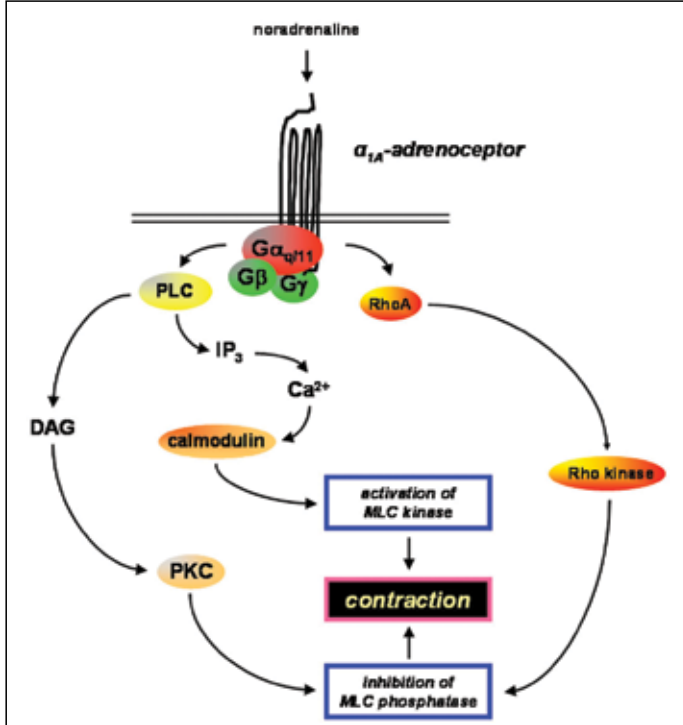 noradrenaline
α1A-adrenoceptor
Gαq/11
Gβ
Gγ
PLC
RhoA
IP3
Ca2+
DAG
calmodulin
Rho kinase
activation of
MLC kinase
PKC
contraction
inhibition of
MLC phosphatase